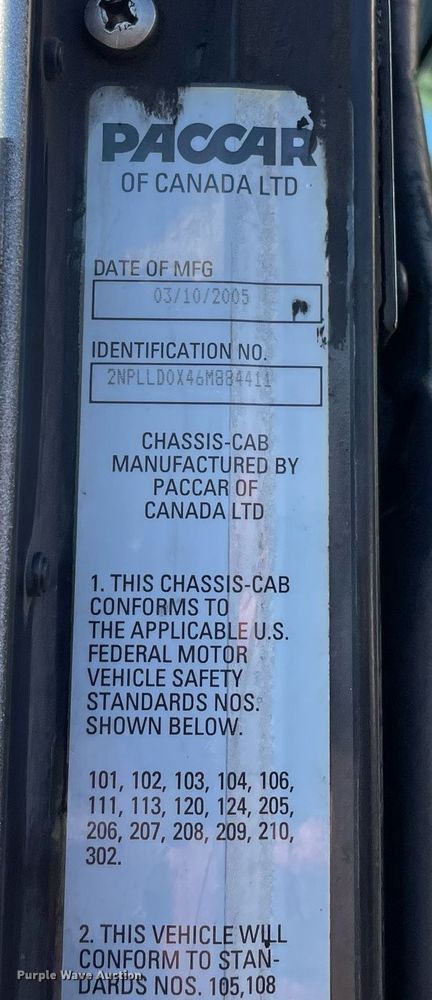 PACCAR
OF CANADA LTD
DATE OF MFG
03/10/2005
IDENTIFICATION NO.
2NPLLD0X46M884411
CHASSIS-CAB
MANUFACTURED BY
PACCAR OF
CANADA LTD
1. THIS CHASSIS-CAB
CONFORMS TO
THE APPLICABLE U.S.
FEDERAL MOTOR
VEHICLE SAFETY
STANDARDS NOS.
SHOWN BELOW.
101, 102, 103, 104, 106,
111, 113, 120, 124, 205,
206, 207, 208, 209, 210,
302.
2. THIS VEHICLE WILL
CONFORM TO STAN-
DARDS NOS. 105,108
Purple Wave Auction